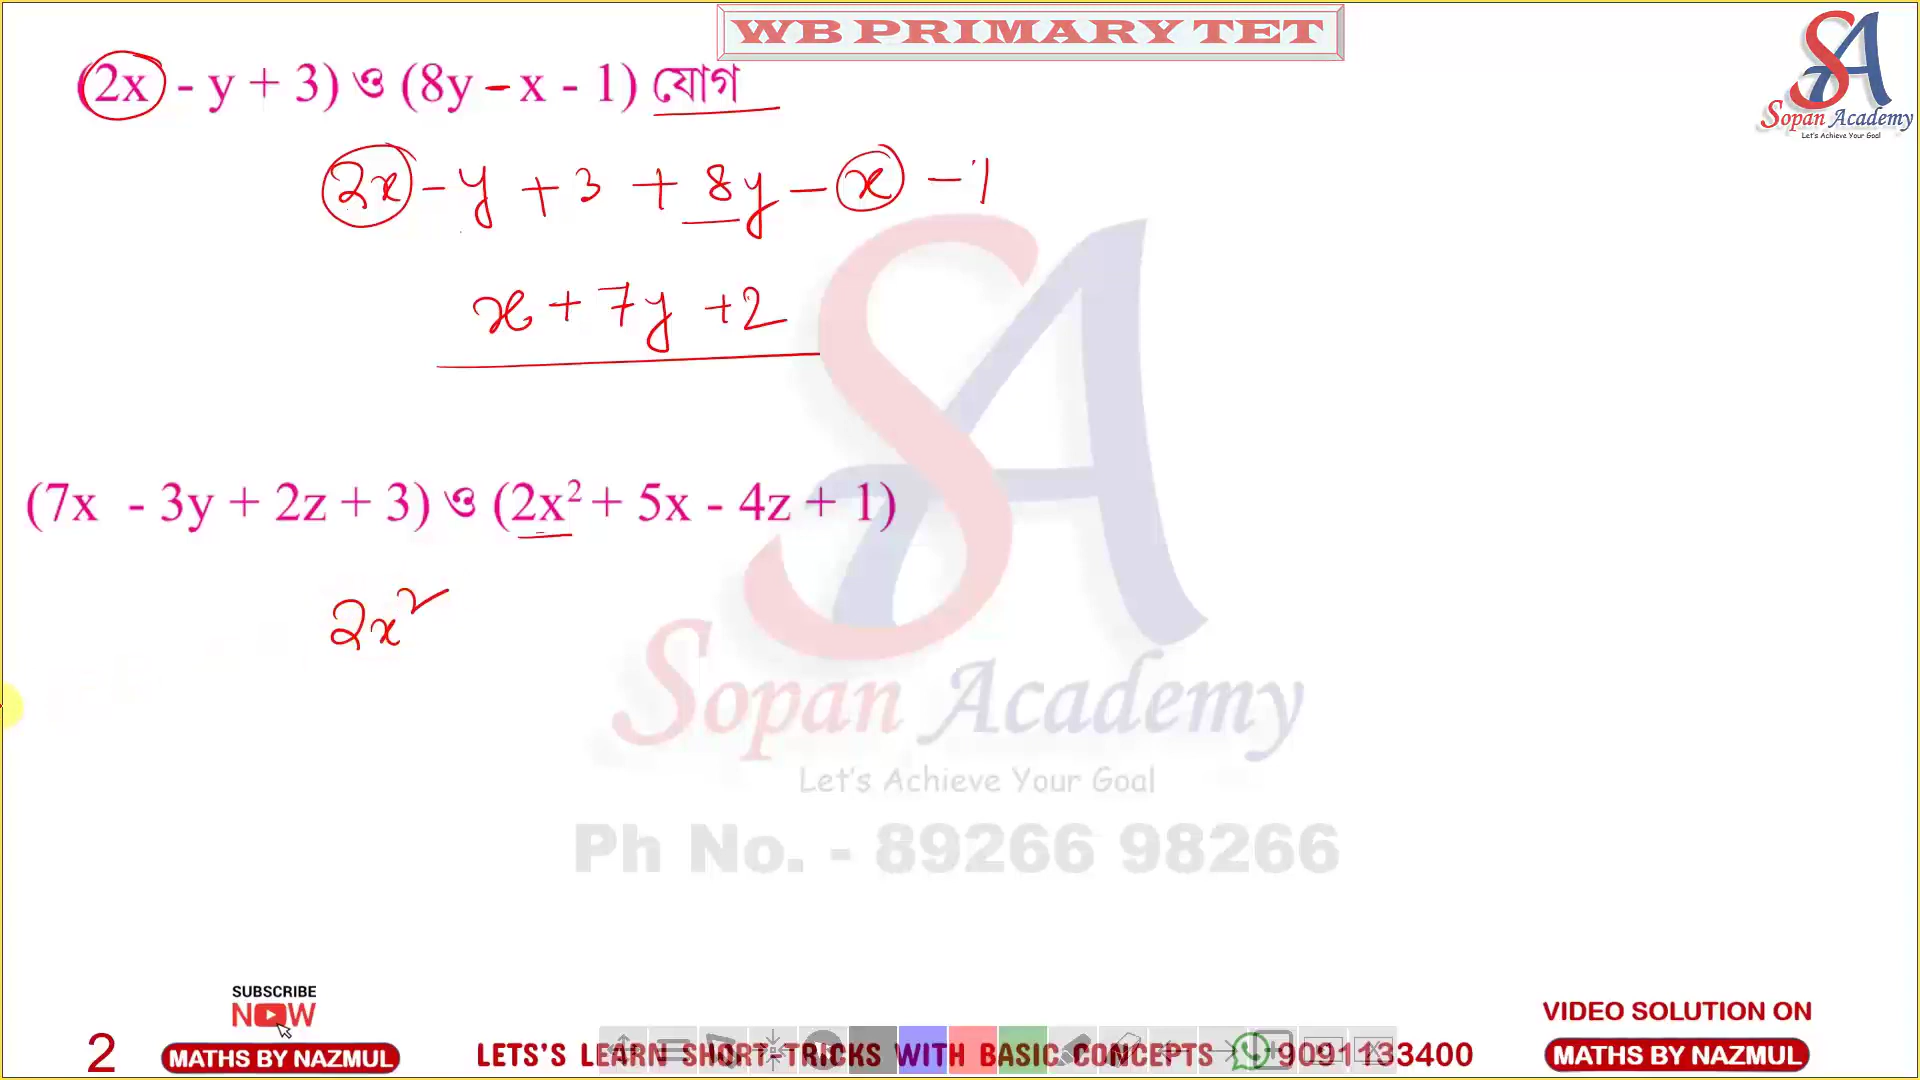 WB PRIMARY TET
(2x - y + 3) ও (8y - x - 1) যোগ
2x - y + 3 + 8y - x - 1
x + 7y + 2
(7x - 3y + 2z + 3) ও (2x² + 5x - 4z + 1)
2x²
SA
Sopan Academy
Let's Achieve Your Goal
SA
Sopan Academy
Let's Achieve Your Goal
Ph No. - 89266 98266
SUBSCRIBE
NOW
2
MATHS BY NAZMUL
LETS'S LEARN SHORT-TRICKS WITH BASIC CONCEPTS
+9091133400
VIDEO SOLUTION ON
MATHS BY NAZMUL